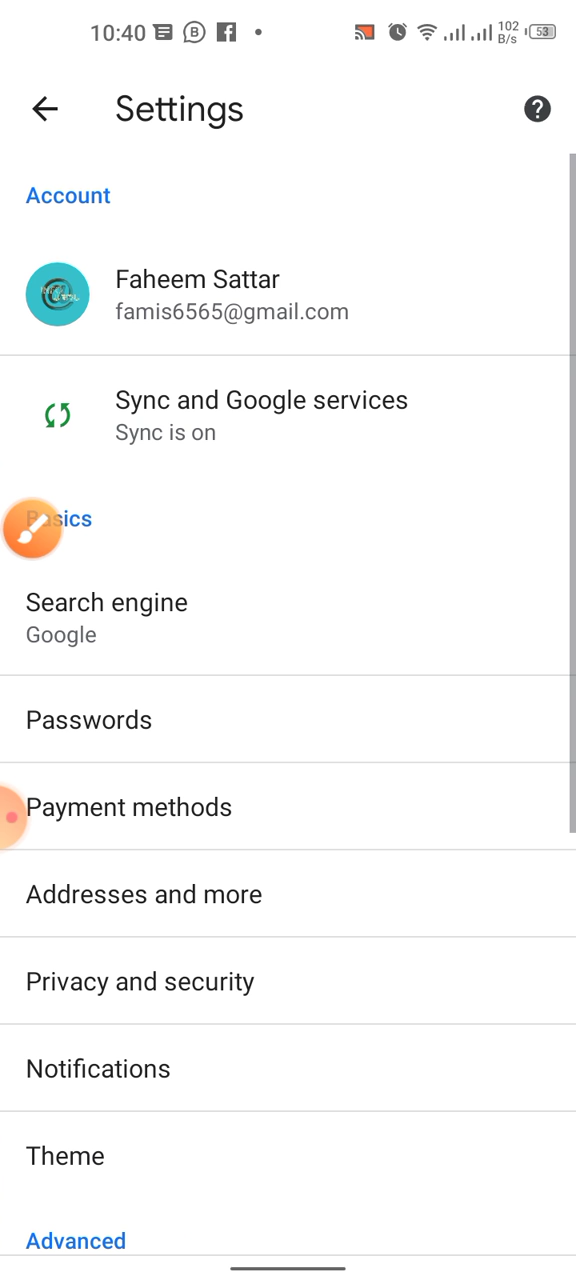 10:40
102
B/s
53
Settings
Account
Faheem Sattar
famis6565@gmail.com
Sync and Google services
Sync is on
Basics
Search engine
Google
Passwords
Payment methods
Addresses and more
Privacy and security
Notifications
Theme
Advanced